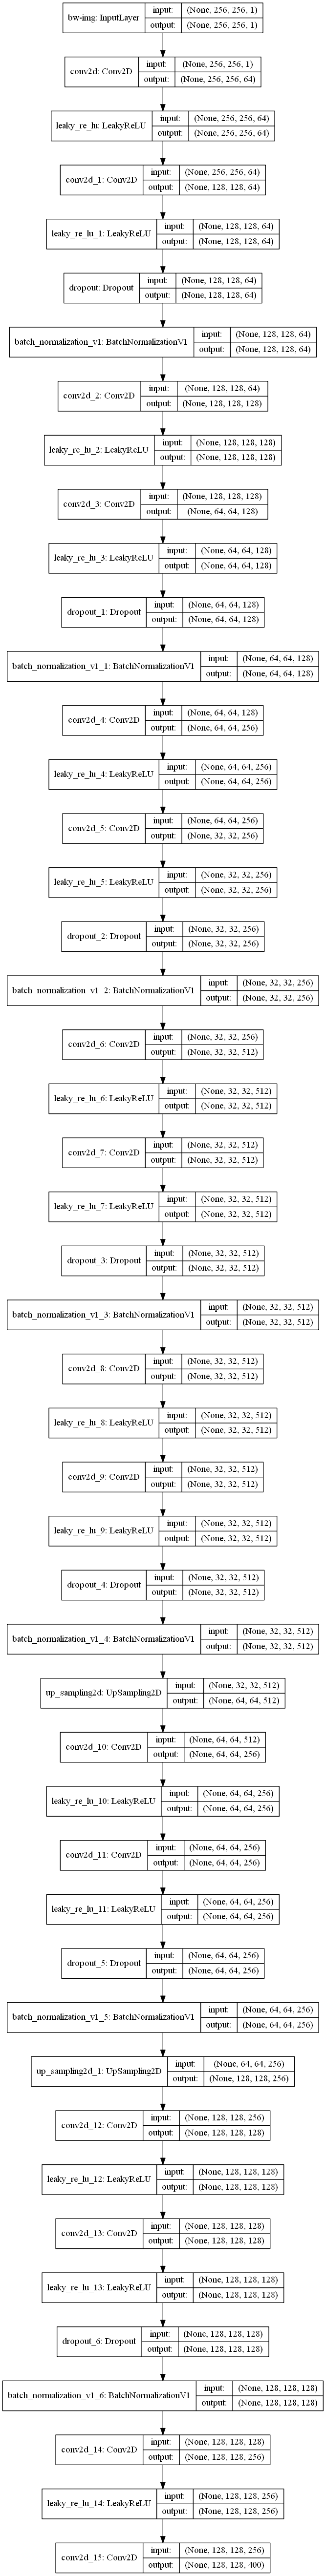 bw-img: InputLayer
input: (None, 256, 256, 1)
output: (None, 256, 256, 1)
conv2d: Conv2D
input: (None, 256, 256, 1)
output: (None, 256, 256, 64)
leaky_re_lu: LeakyReLU
input: (None, 256, 256, 64)
output: (None, 256, 256, 64)
conv2d_1: Conv2D
input: (None, 256, 256, 64)
output: (None, 128, 128, 64)
leaky_re_lu_1: LeakyReLU
input: (None, 128, 128, 64)
output: (None, 128, 128, 64)
dropout: Dropout
input: (None, 128, 128, 64)
output: (None, 128, 128, 64)
batch_normalization_v1: BatchNormalizationV1
input: (None, 128, 128, 64)
output: (None, 128, 128, 64)
conv2d_2: Conv2D
input: (None, 128, 128, 64)
output: (None, 128, 128, 128)
leaky_re_lu_2: LeakyReLU
input: (None, 128, 128, 128)
output: (None, 128, 128, 128)
conv2d_3: Conv2D
input: (None, 128, 128, 128)
output: (None, 64, 64, 128)
leaky_re_lu_3: LeakyReLU
input: (None, 64, 64, 128)
output: (None, 64, 64, 128)
dropout_1: Dropout
input: (None, 64, 64, 128)
output: (None, 64, 64, 128)
batch_normalization_v1_1: BatchNormalizationV1
input: (None, 64, 64, 128)
output: (None, 64, 64, 128)
conv2d_4: Conv2D
input: (None, 64, 64, 128)
output: (None, 64, 64, 256)
leaky_re_lu_4: LeakyReLU
input: (None, 64, 64, 256)
output: (None, 64, 64, 256)
conv2d_5: Conv2D
input: (None, 64, 64, 256)
output: (None, 32, 32, 256)
leaky_re_lu_5: LeakyReLU
input: (None, 32, 32, 256)
output: (None, 32, 32, 256)
dropout_2: Dropout
input: (None, 32, 32, 256)
output: (None, 32, 32, 256)
batch_normalization_v1_2: BatchNormalizationV1
input: (None, 32, 32, 256)
output: (None, 32, 32, 256)
conv2d_6: Conv2D
input: (None, 32, 32, 256)
output: (None, 32, 32, 512)
leaky_re_lu_6: LeakyReLU
input: (None, 32, 32, 512)
output: (None, 32, 32, 512)
conv2d_7: Conv2D
input: (None, 32, 32, 512)
output: (None, 32, 32, 512)
leaky_re_lu_7: LeakyReLU
input: (None, 32, 32, 512)
output: (None, 32, 32, 512)
dropout_3: Dropout
input: (None, 32, 32, 512)
output: (None, 32, 32, 512)
batch_normalization_v1_3: BatchNormalizationV1
input: (None, 32, 32, 512)
output: (None, 32, 32, 512)
conv2d_8: Conv2D
input: (None, 32, 32, 512)
output: (None, 32, 32, 512)
leaky_re_lu_8: LeakyReLU
input: (None, 32, 32, 512)
output: (None, 32, 32, 512)
conv2d_9: Conv2D
input: (None, 32, 32, 512)
output: (None, 32, 32, 512)
leaky_re_lu_9: LeakyReLU
input: (None, 32, 32, 512)
output: (None, 32, 32, 512)
dropout_4: Dropout
input: (None, 32, 32, 512)
output: (None, 32, 32, 512)
batch_normalization_v1_4: BatchNormalizationV1
input: (None, 32, 32, 512)
output: (None, 32, 32, 512)
up_sampling2d: UpSampling2D
input: (None, 32, 32, 512)
output: (None, 64, 64, 512)
conv2d_10: Conv2D
input: (None, 64, 64, 512)
output: (None, 64, 64, 256)
leaky_re_lu_10: LeakyReLU
input: (None, 64, 64, 256)
output: (None, 64, 64, 256)
conv2d_11: Conv2D
input: (None, 64, 64, 256)
output: (None, 64, 64, 256)
leaky_re_lu_11: LeakyReLU
input: (None, 64, 64, 256)
output: (None, 64, 64, 256)
dropout_5: Dropout
input: (None, 64, 64, 256)
output: (None, 64, 64, 256)
batch_normalization_v1_5: BatchNormalizationV1
input: (None, 64, 64, 256)
output: (None, 64, 64, 256)
up_sampling2d_1: UpSampling2D
input: (None, 64, 64, 256)
output: (None, 128, 128, 256)
conv2d_12: Conv2D
input: (None, 128, 128, 256)
output: (None, 128, 128, 128)
leaky_re_lu_12: LeakyReLU
input: (None, 128, 128, 128)
output: (None, 128, 128, 128)
conv2d_13: Conv2D
input: (None, 128, 128, 128)
output: (None, 128, 128, 128)
leaky_re_lu_13: LeakyReLU
input: (None, 128, 128, 128)
output: (None, 128, 128, 128)
dropout_6: Dropout
input: (None, 128, 128, 128)
output: (None, 128, 128, 128)
batch_normalization_v1_6: BatchNormalizationV1
input: (None, 128, 128, 128)
output: (None, 128, 128, 128)
conv2d_14: Conv2D
input: (None, 128, 128, 128)
output: (None, 128, 128, 256)
leaky_re_lu_14: LeakyReLU
input: (None, 128, 128, 256)
output: (None, 128, 128, 256)
conv2d_15: Conv2D
input: (None, 128, 128, 256)
output: (None, 128, 128, 400)